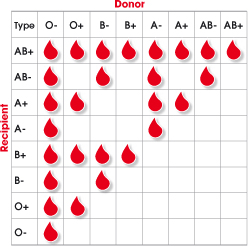 Donor
Type O- O+ B- B+ A- A+ AB- AB+
Recipient
AB+
AB-
A+
A-
B+
B-
O+
O-